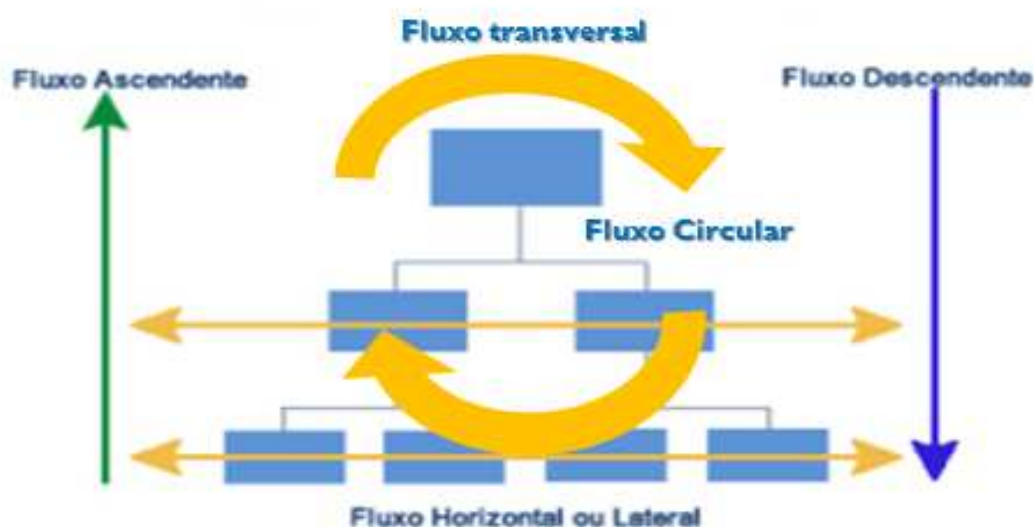 Fluxo transversal
Fluxo Ascendente
Fluxo Descendente
Fluxo Circular
Fluxo Horizontal ou Lateral